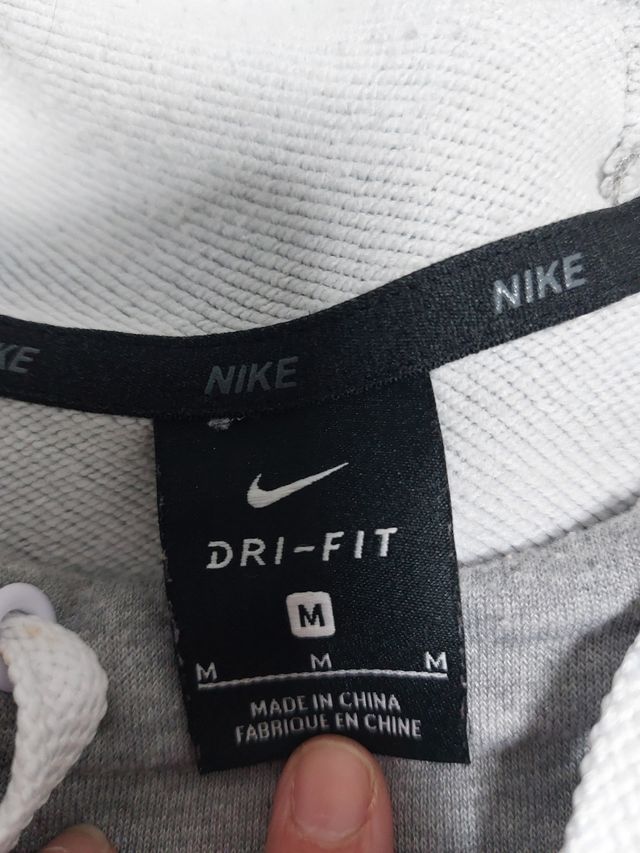 NIKE
NIKE
KE
DRI-FIT
M
M M M
MADE IN CHINA
FABRIQUE EN CHINE